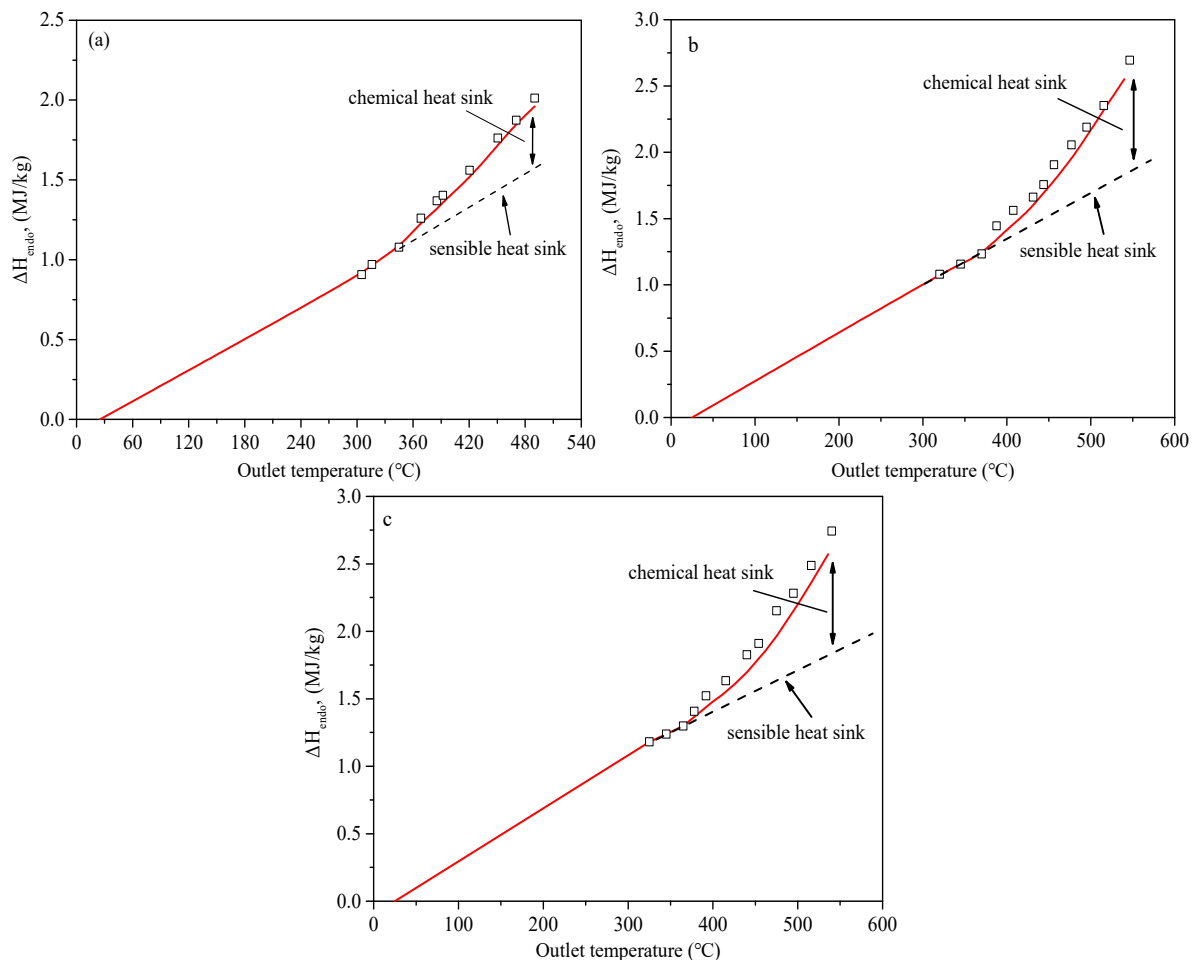 (a)
2.5
2.0
1.5
1.0
0.5
0.0
0 60 120 180 240 300 360 420 480 540
ΔH_endo, (MJ/kg)
Outlet temperature (℃)
chemical heat sink
sensible heat sink
b
3.0
2.5
2.0
1.5
1.0
0.5
0.0
0 100 200 300 400 500 600
ΔH_endo, (MJ/kg)
Outlet temperature (℃)
chemical heat sink
sensible heat sink
c
3.0
2.5
2.0
1.5
1.0
0.5
0.0
0 100 200 300 400 500 600
ΔH_endo, (MJ/kg)
Outlet temperature (℃)
chemical heat sink
sensible heat sink